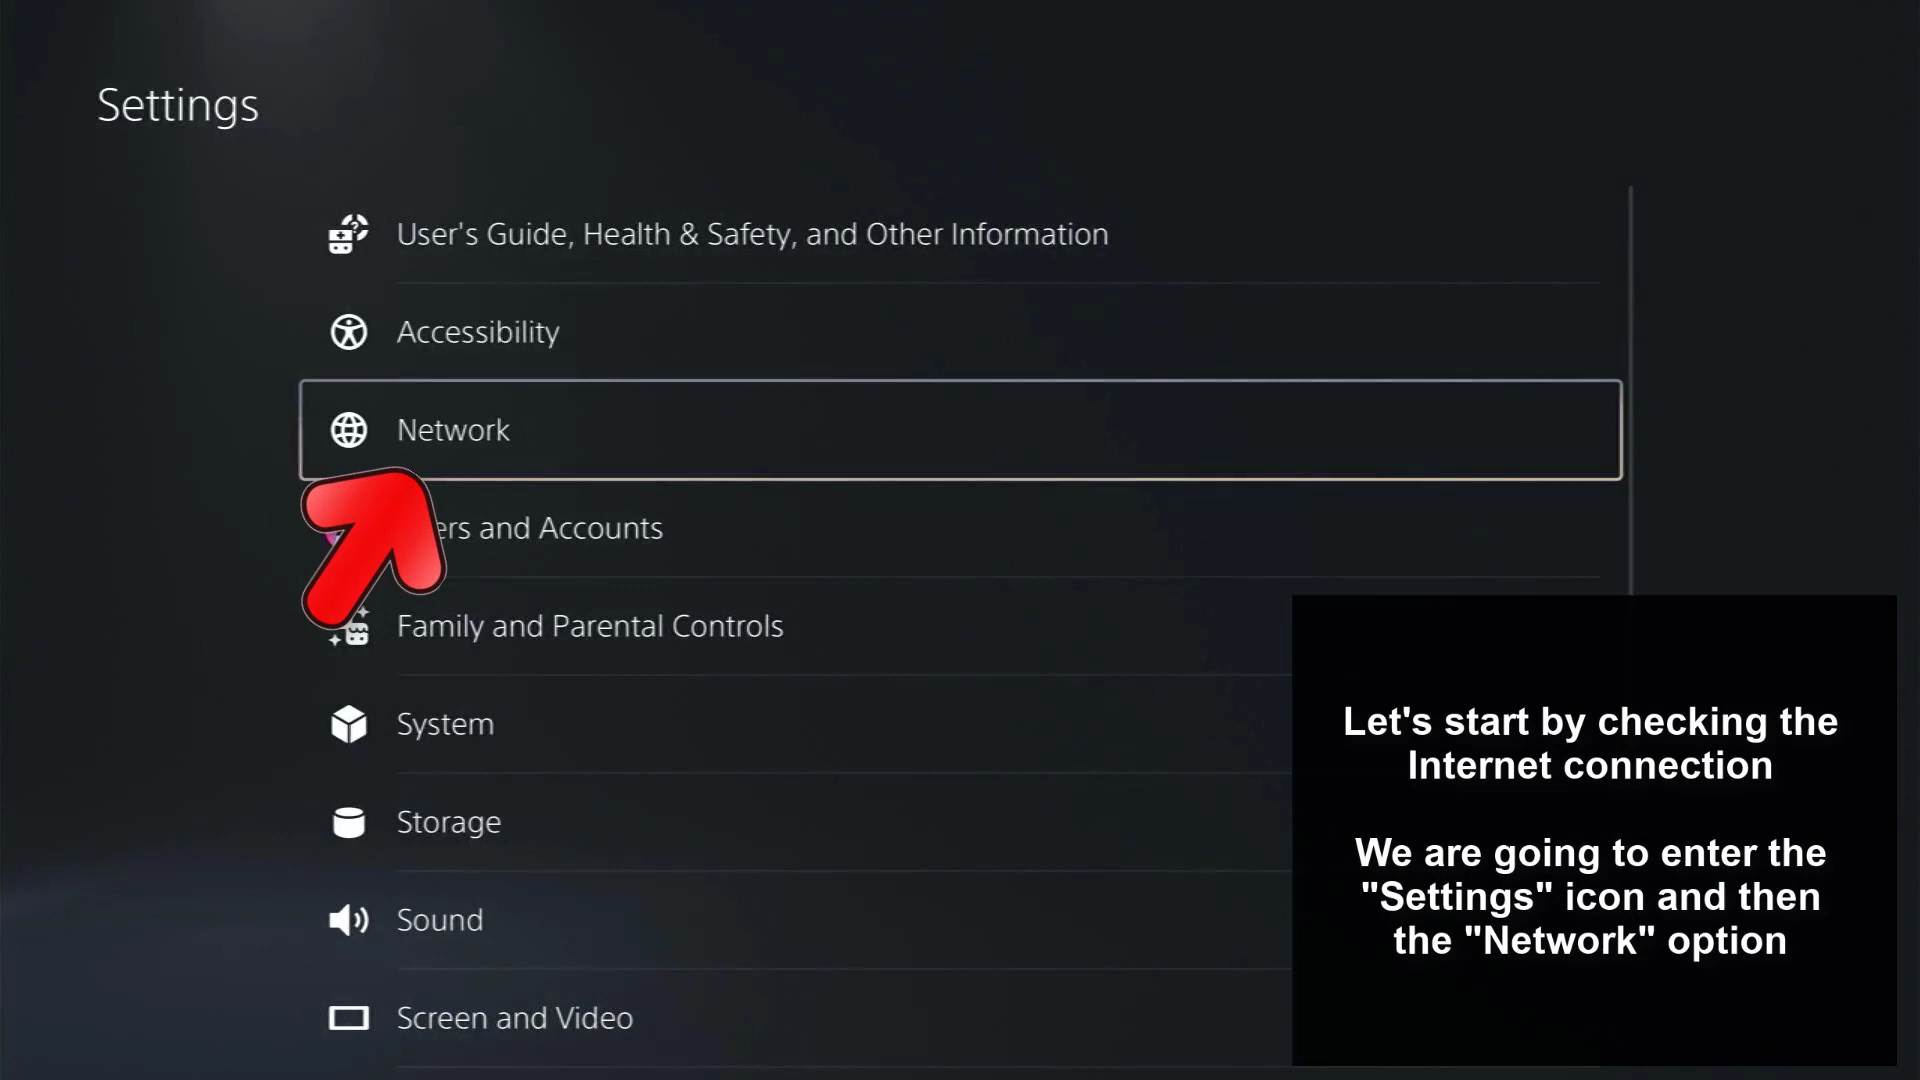 Settings
User's Guide, Health & Safety, and Other Information
Accessibility
Network
and Accounts
Family and Parental Controls
System
Storage
Sound
Screen and Video
Let's start by checking the
Internet connection
We are going to enter the
"Settings" icon and then
the "Network" option